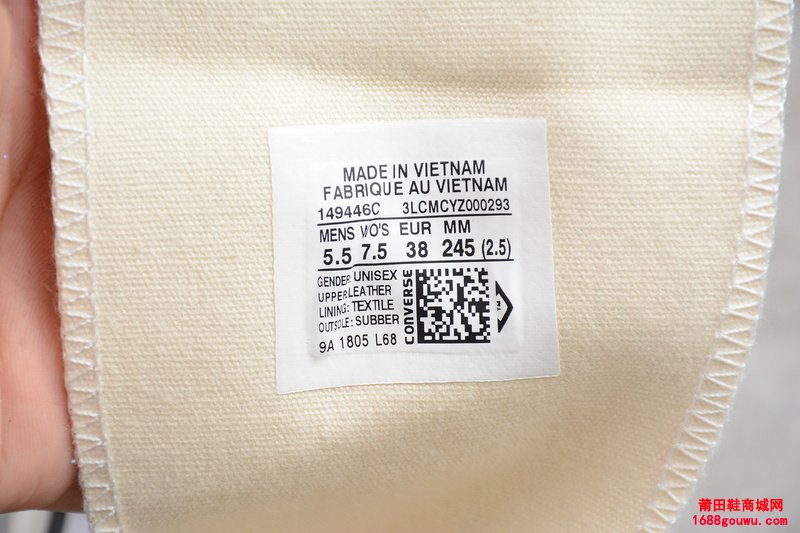 MADE IN VIETNAM
FABRIQUE AU VIETNAM
149446C 3LCMCYZ000293
MENS WO'S EUR MM
5.5 7.5 38 245 (2.5)
GENDER: UNISEX
UPPER: LEATHER
LINING: TEXTILE
OUTSOLE: SUBBER
9A 1805 L68
CONVERSE
TM
莆田鞋商城网
1688gouwu.com